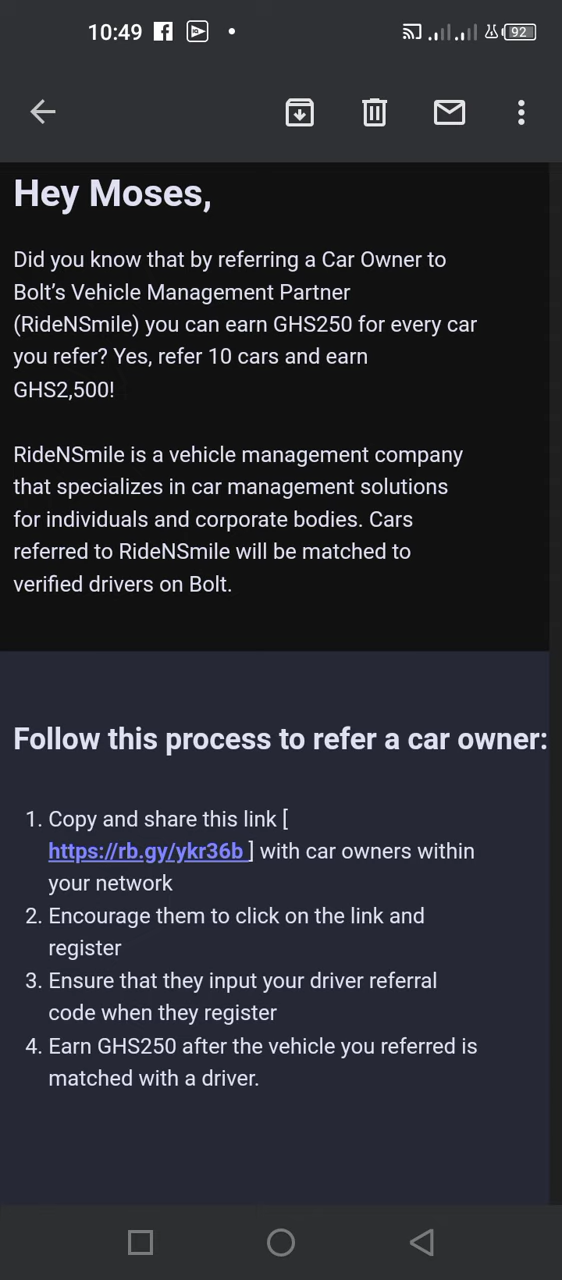 10:49
92
Hey Moses,
Did you know that by referring a Car Owner to
Bolt’s Vehicle Management Partner
(RideNSmile) you can earn GHS250 for every car
you refer? Yes, refer 10 cars and earn
GHS2,500!
RideNSmile is a vehicle management company
that specializes in car management solutions
for individuals and corporate bodies. Cars
referred to RideNSmile will be matched to
verified drivers on Bolt.
Follow this process to refer a car owner:
1. Copy and share this link [
https://rb.gy/ykr36b ] with car owners within
your network
2. Encourage them to click on the link and
register
3. Ensure that they input your driver referral
code when they register
4. Earn GHS250 after the vehicle you referred is
matched with a driver.